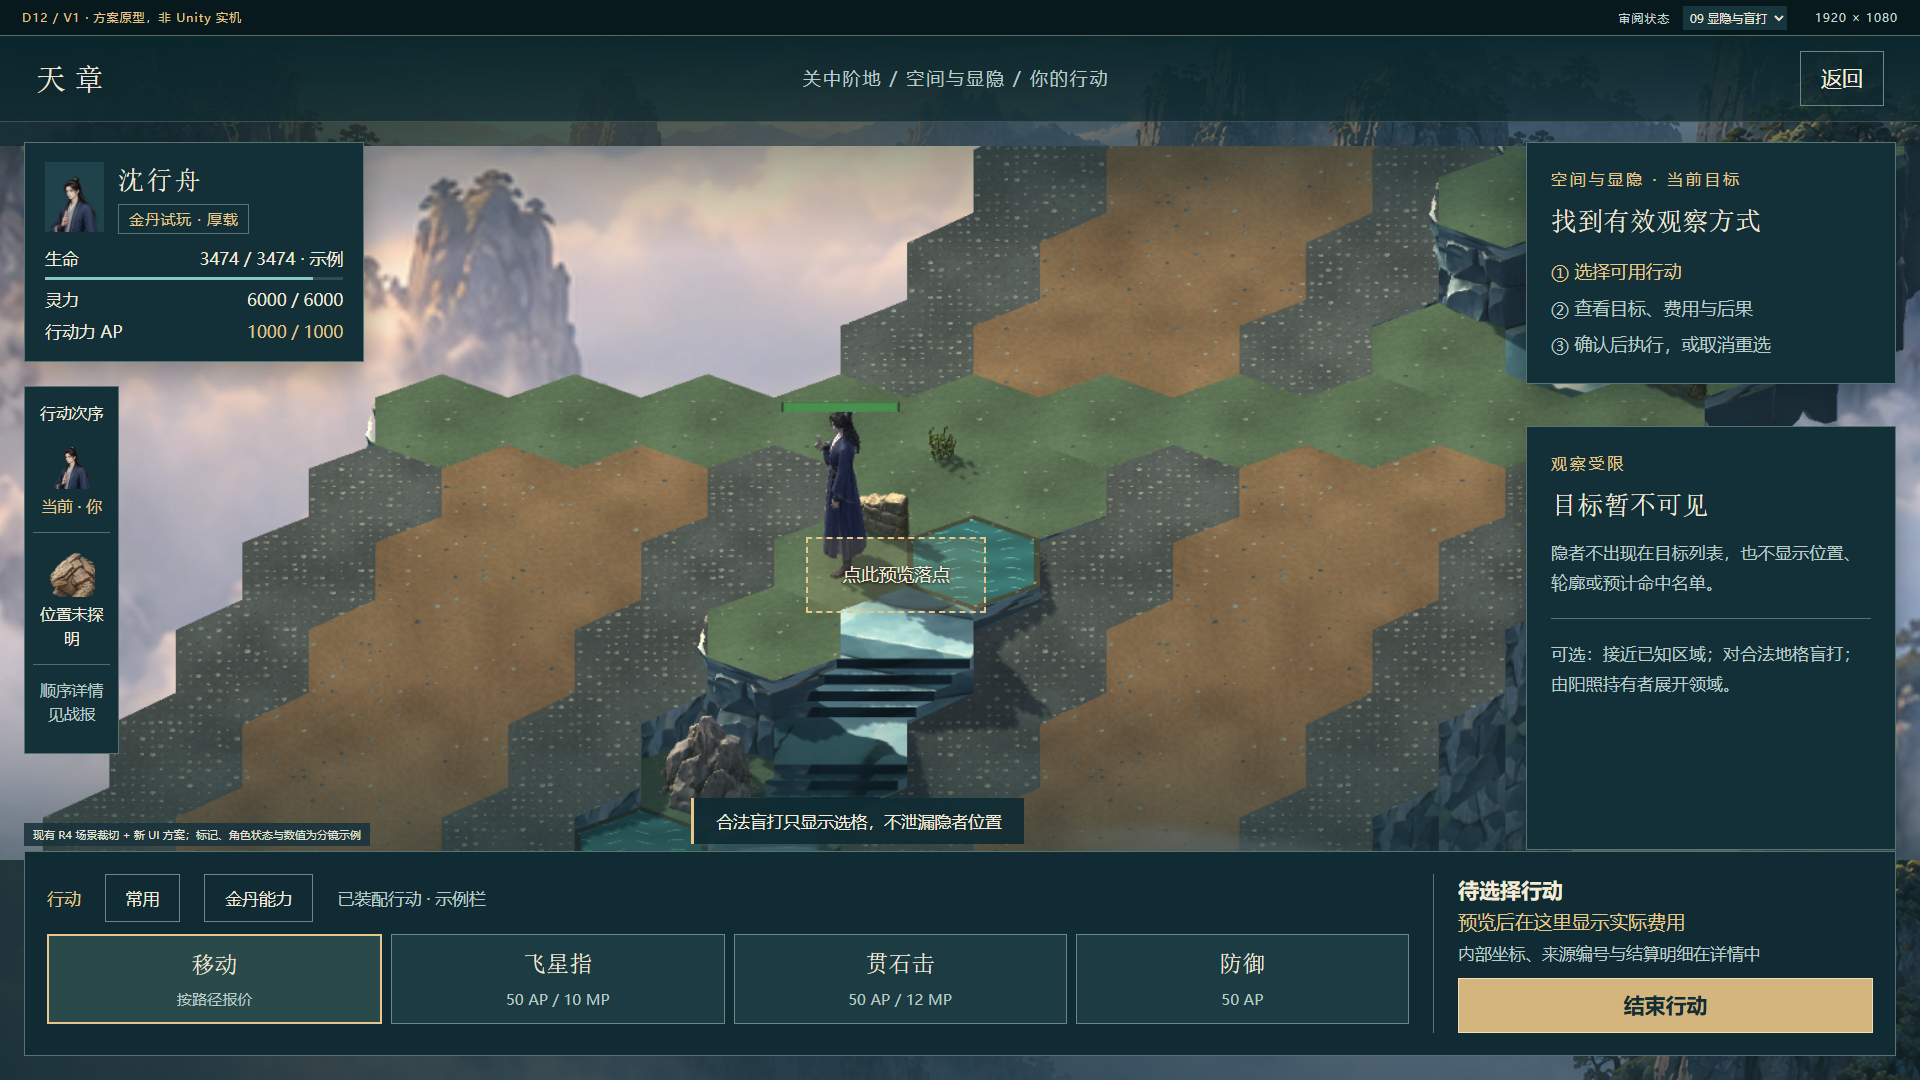 D12 / V1 · 方案原型，非 Unity 实机
审阅状态 09 显隐与盲打 1920 × 1080
天章
关中阶地 / 空间与显隐 / 你的行动
返回
沈行舟
金丹试玩 · 厚载
生命 3474 / 3474 · 示例
灵力 6000 / 6000
行动力 AP 1000 / 1000
行动次序
当前 · 你
位置未探
明
顺序详情
见战报
空间与显隐 · 当前目标
找到有效观察方式
① 选择可用行动
② 查看目标、费用与后果
③ 确认后执行，或取消重选
观察受限
目标暂不可见
隐者不出现在目标列表，也不显示位置、
轮廓或预计命中名单。
可选：接近已知区域；对合法地格盲打；
由阳照持有者展开领域。
点此预览落点
合法盲打只显示选格，不泄漏隐者位置
现有 R4 场景裁切 + 新 UI 方案；标记、角色状态与数值为分镜示例
行动 常用 金丹能力 已装配行动 · 示例栏
移动
按路径报价
飞星指
50 AP / 10 MP
贯石击
50 AP / 12 MP
防御
50 AP
待选择行动
预览后在这里显示实际费用
内部坐标、来源编号与结算明细在详情中
结束行动